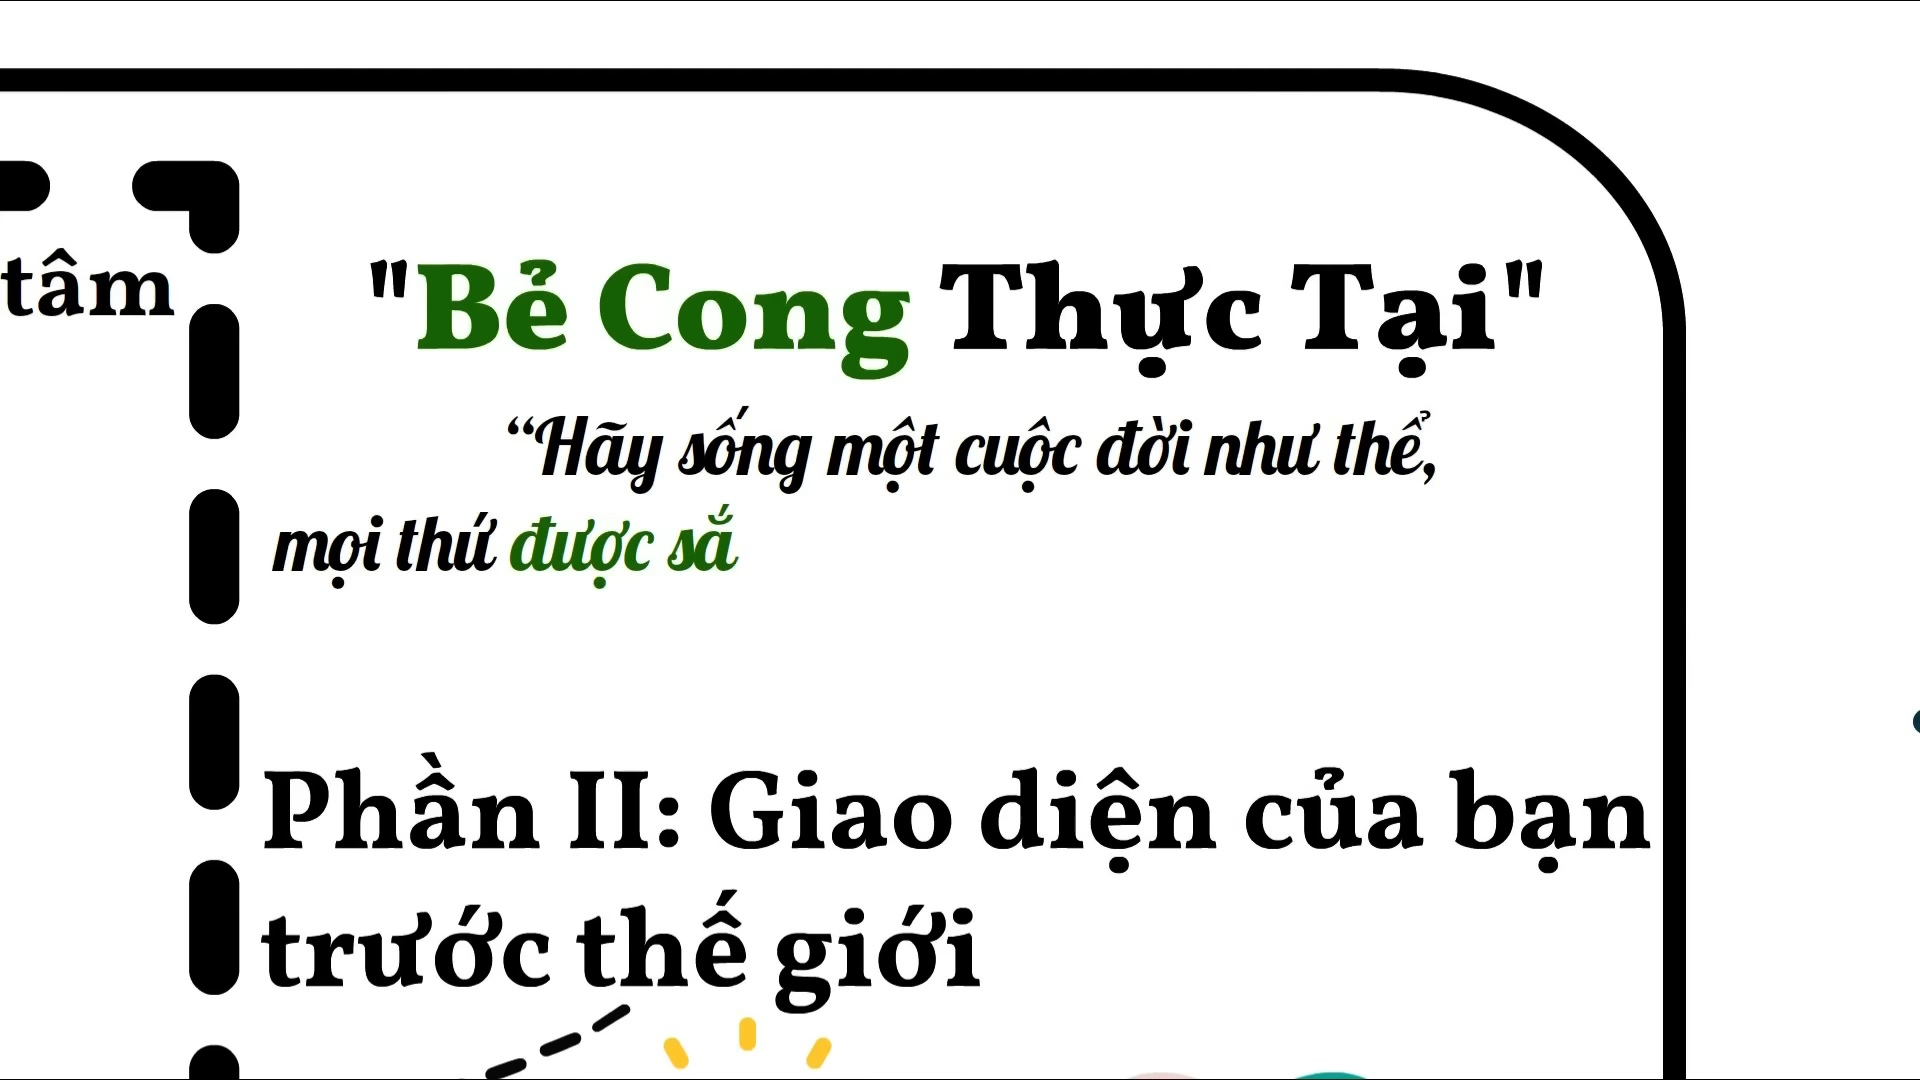 tâm
"Bẻ Cong Thực Tại"
“Hãy sống một cuộc đời như thể,
mọi thứ được sắ
Phần II: Giao diện của bạn
trước thế giới